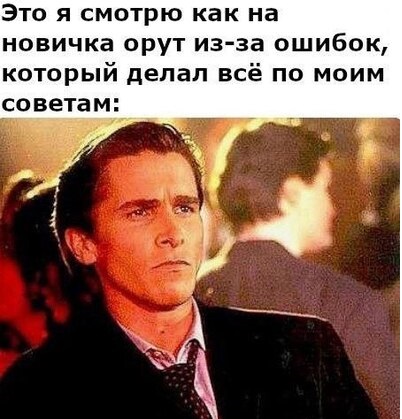 Это я смотрю как на
новичка орут из-за ошибок,
который делал всё по моим
советам: